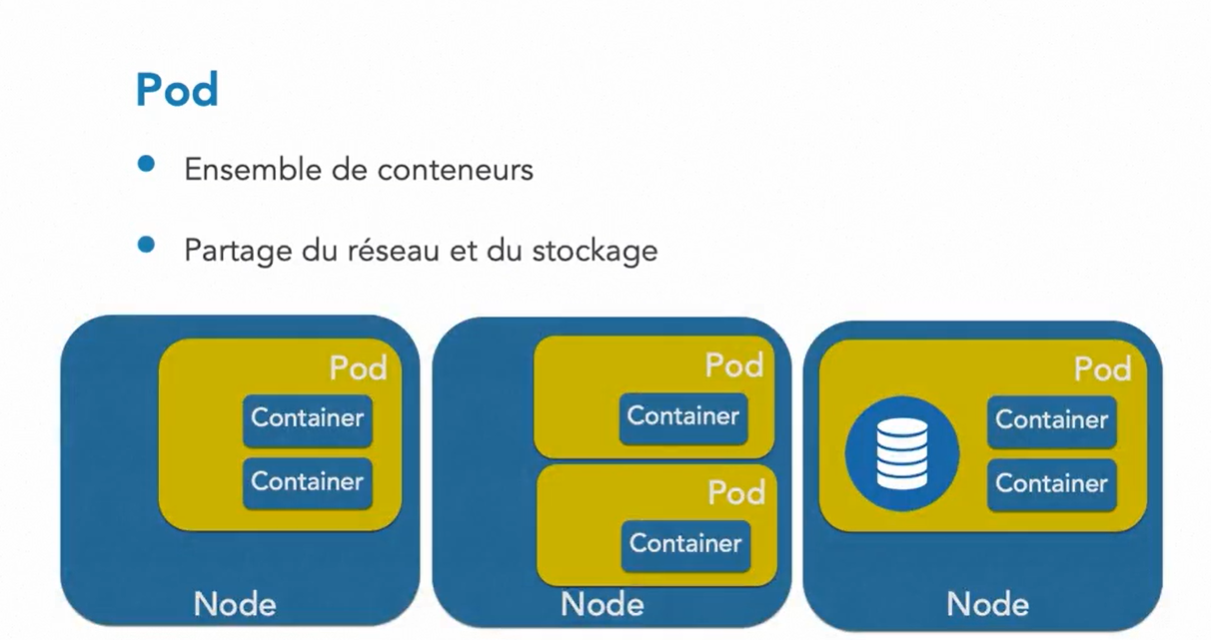 Pod
Ensemble de conteneurs
Partage du réseau et du stockage
Pod
Container
Container
Node
Pod
Container
Pod
Container
Node
Pod
Container
Container
Node